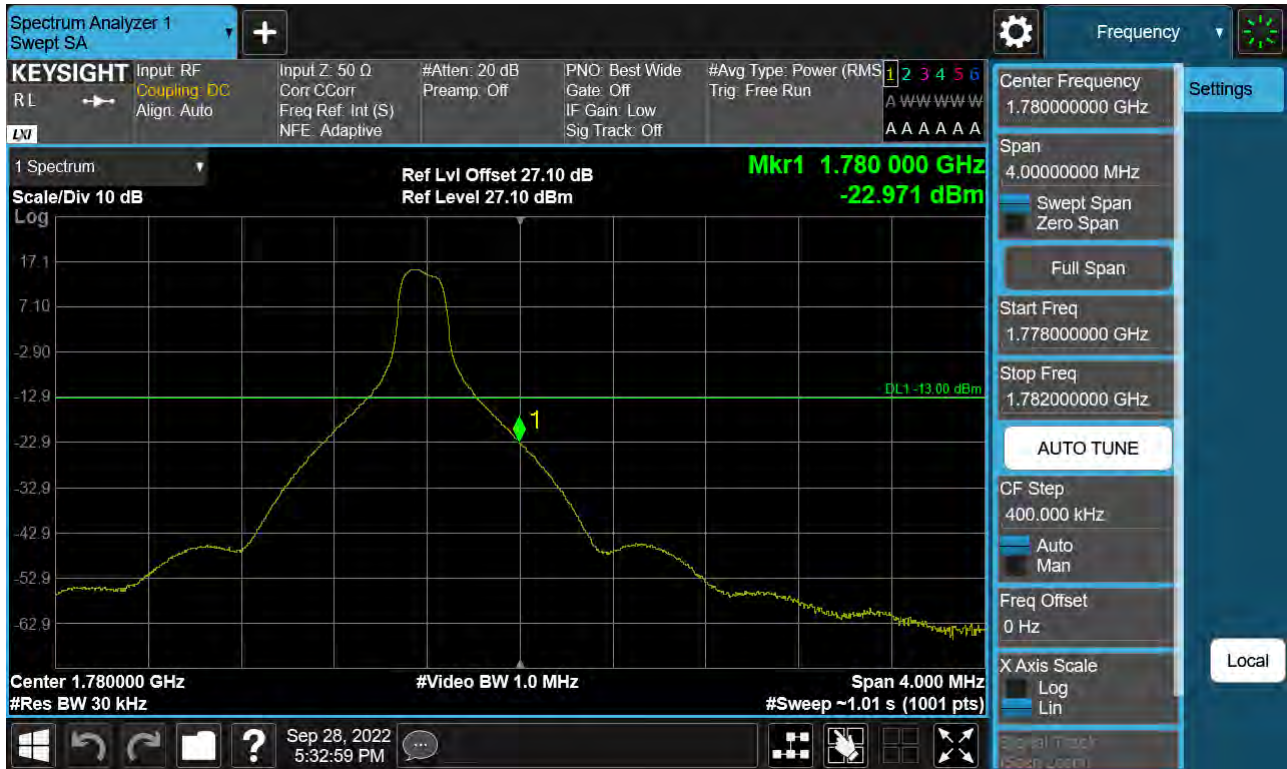 Spectrum Analyzer 1
Swept SA
+
Frequency
KEYSIGHT
RL
LXI
Input: RF
Coupling: DC
Align: Auto
Input Z: 50 Ω
Corr CCorr
Freq Ref: Int (S)
NFE: Adaptive
#Atten: 20 dB
Preamp: Off
PNO: Best Wide
Gate: Off
IF Gain: Low
Sig Track: Off
#Avg Type: Power (RMS
Trig: Free Run
1 2 3 4 5 6
A W W W W W
A A A A A A
1 Spectrum
Scale/Div 10 dB
Log
Ref Lvl Offset 27.10 dB
Ref Level 27.10 dBm
Mkr1 1.780 000 GHz
-22.971 dBm
17.1
7.10
-2.90
-12.9
-22.9
-32.9
-42.9
-52.9
-62.9
DL1 -13.00 dBm
1
Center 1.780000 GHz
#Video BW 1.0 MHz
Span 4.000 MHz
#Res BW 30 kHz
#Sweep ~1.01 s (1001 pts)
Center Frequency
1.780000000 GHz
Settings
Span
4.00000000 MHz
Swept Span
Zero Span
Full Span
Start Freq
1.778000000 GHz
Stop Freq
1.782000000 GHz
AUTO TUNE
CF Step
400.000 kHz
Auto
Man
Freq Offset
0 Hz
X Axis Scale
Log
Lin
Local
?
Sep 28, 2022
5:32:59 PM